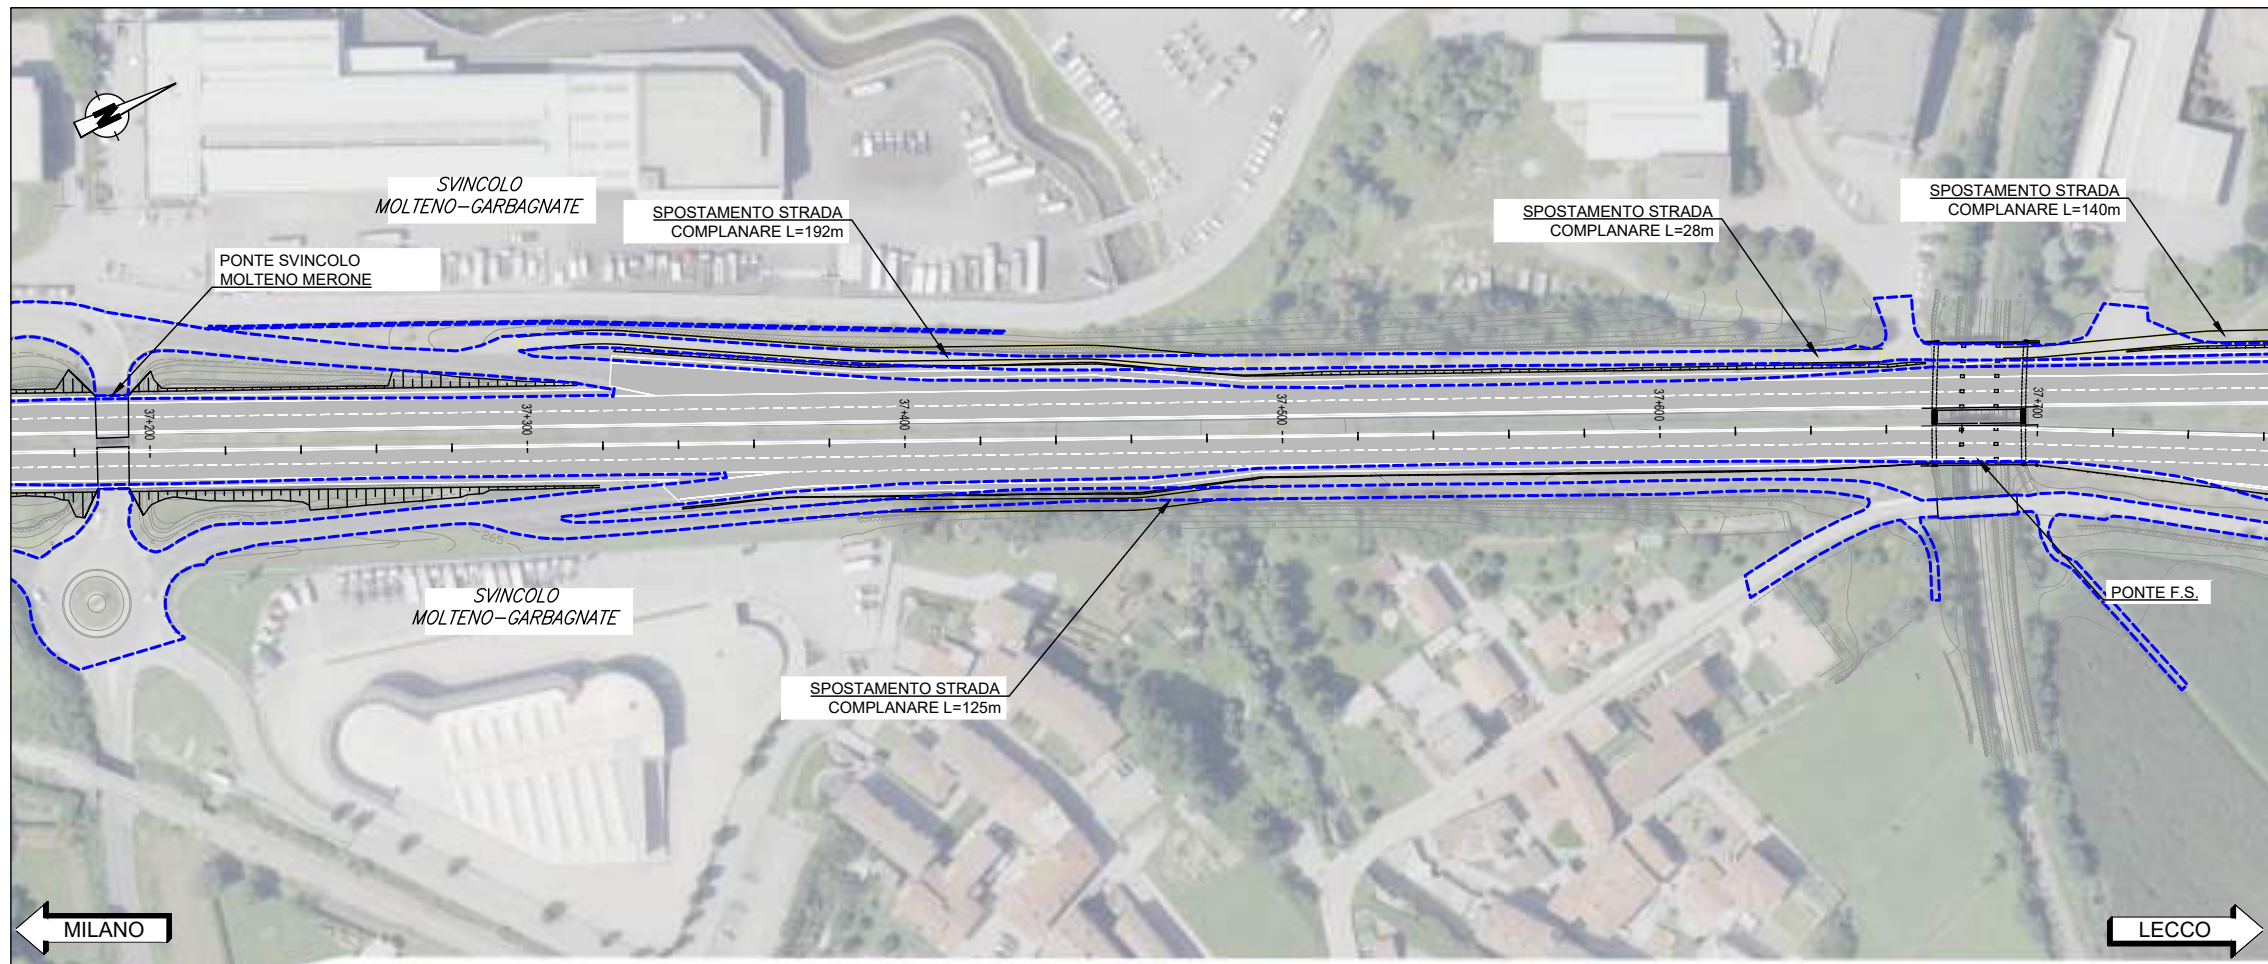 N
SVINCOLO
MOLTENO-GARBAGNATE
SPOSTAMENTO STRADA
COMPLANARE L=192m
SPOSTAMENTO STRADA
COMPLANARE L=28m
SPOSTAMENTO STRADA
COMPLANARE L=140m
PONTE SVINCOLO
MOLTENO MERONE
37+200
37+300
37+400
37+500
37+600
37+700
265
SVINCOLO
MOLTENO-GARBAGNATE
PONTE F.S.
SPOSTAMENTO STRADA
COMPLANARE L=125m
MILANO
LECCO